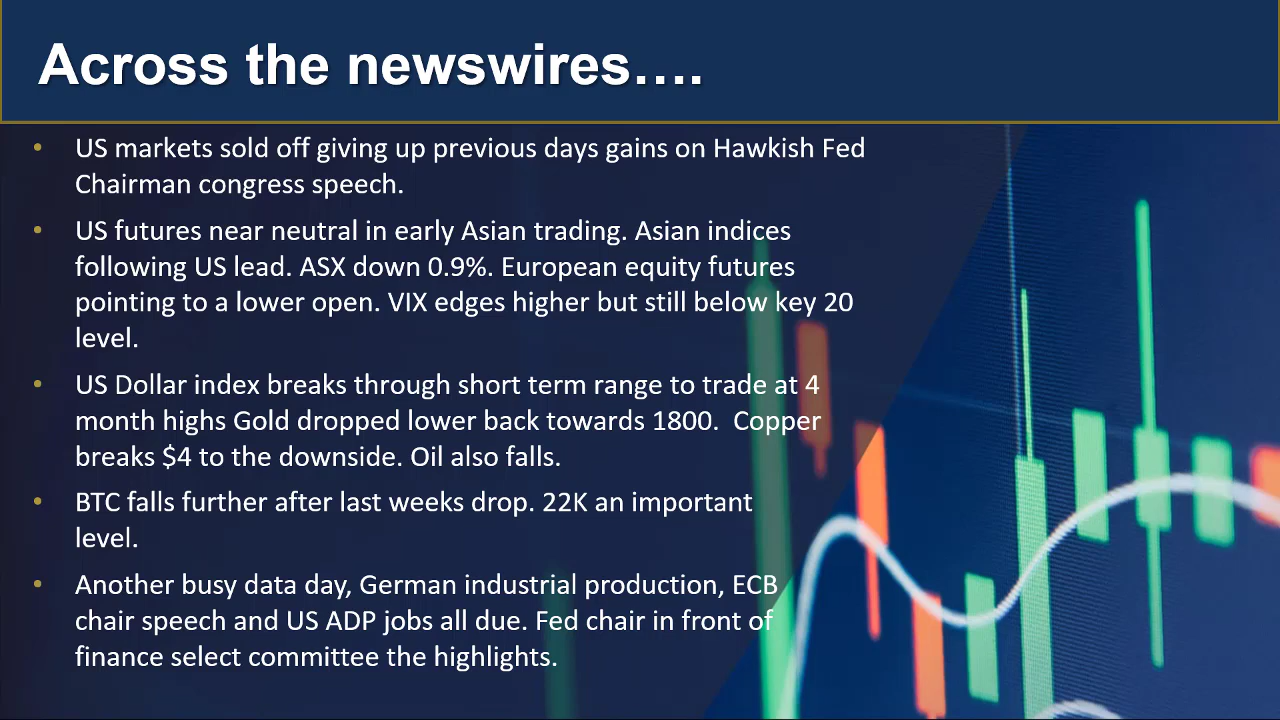 Across the newswires….
• US markets sold off giving up previous days gains on Hawkish Fed
Chairman congress speech.
• US futures near neutral in early Asian trading. Asian indices
following US lead. ASX down 0.9%. European equity futures
pointing to a lower open. VIX edges higher but still below key 20
level.
• US Dollar index breaks through short term range to trade at 4
month highs Gold dropped lower back towards 1800.  Copper
breaks $4 to the downside. Oil also falls.
• BTC falls further after last weeks drop. 22K an important
level.
• Another busy data day, German industrial production, ECB
chair speech and US ADP jobs all due. Fed chair in front of
finance select committee the highlights.